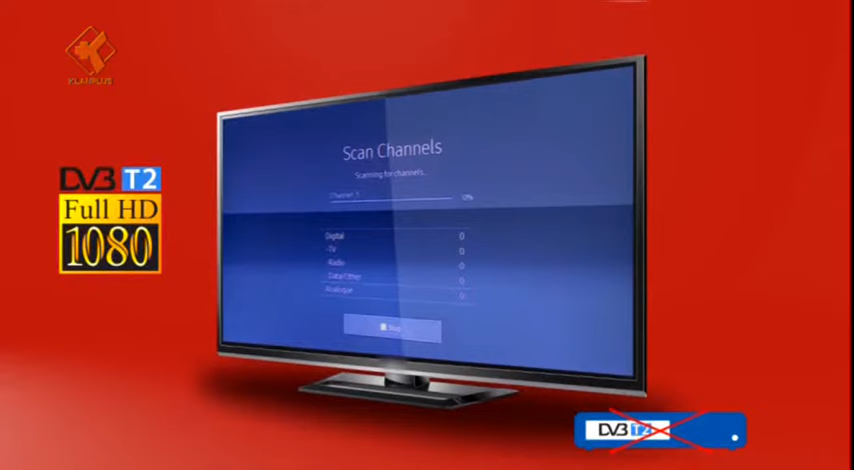 KLANPLUS
DVB T2
Full HD
1080
Scan Channels
Scanning for channels...
Channel: 5
0%
Digital 0
-TV 0
-Radio 0
-Data/Other 0
Analogue 0
Stop
DVB T2